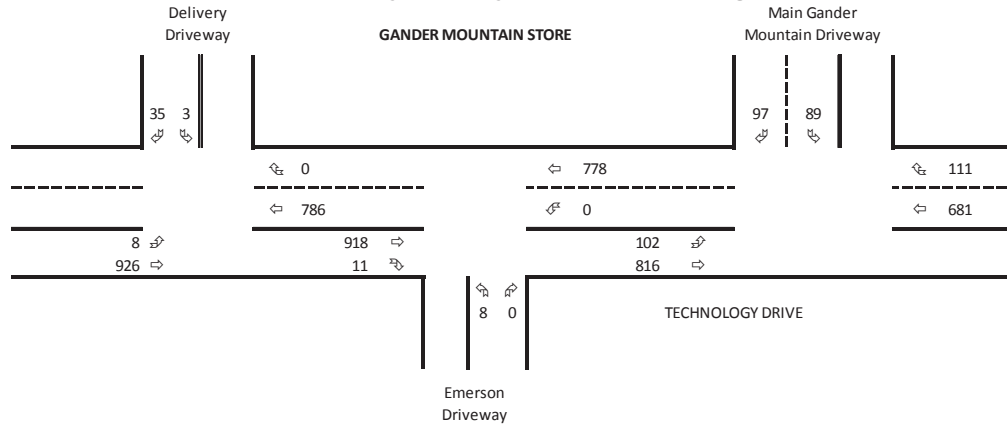 Delivery
Driveway
GANDER MOUNTAIN STORE
Main Gander
Mountain Driveway
35 3
97 89
0
778
111
786
0
681
8
918
102
926
11
816
8 0
TECHNOLOGY DRIVE
Emerson
Driveway